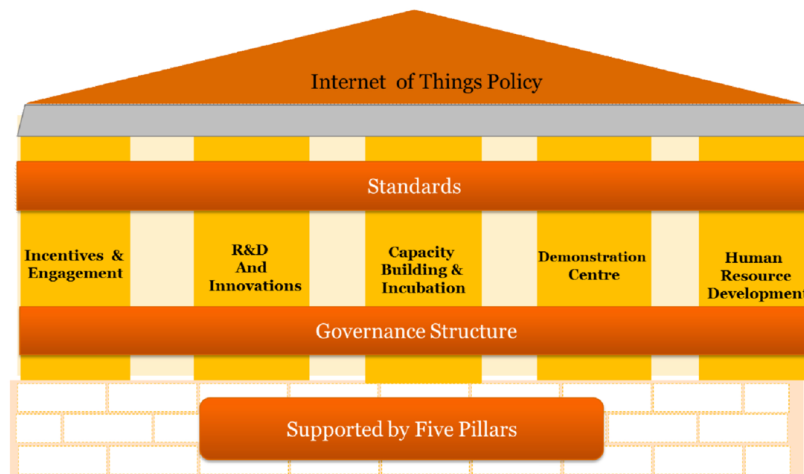 Internet of Things Policy
Standards
Incentives &
Engagement
R&D
And
Innovations
Capacity
Building &
Incubation
Demonstration
Centre
Human
Resource
Development
Governance Structure
Supported by Five Pillars